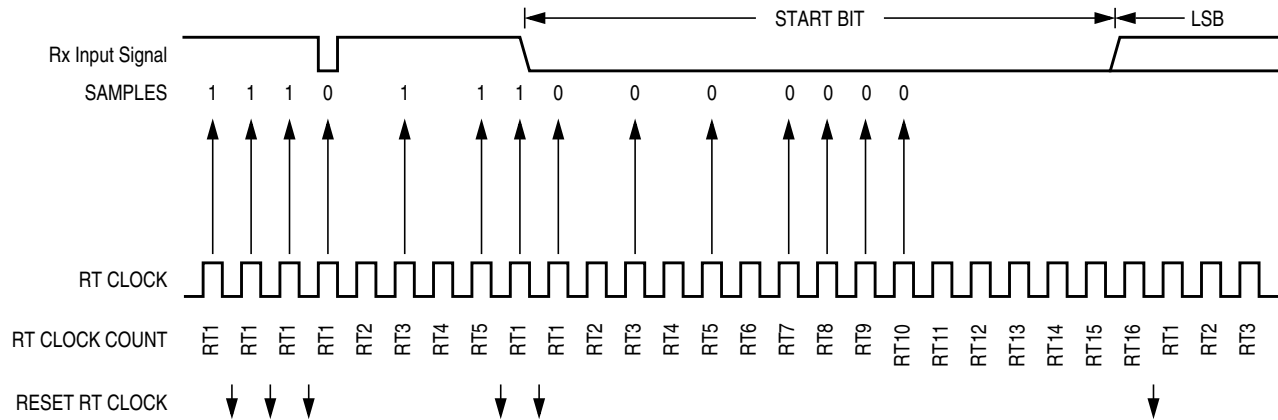 START BIT LSB
Rx Input Signal
SAMPLES 1 1 1 0 1 1 1 0 0 0 0 0 0 0
RT CLOCK
RT CLOCK COUNT RT1 RT1 RT1 RT1 RT2 RT3 RT4 RT5 RT1 RT1 RT2 RT3 RT4 RT5 RT6 RT7 RT8 RT9 RT10 RT11 RT12 RT13 RT14 RT15 RT16 RT1 RT2 RT3
RESET RT CLOCK